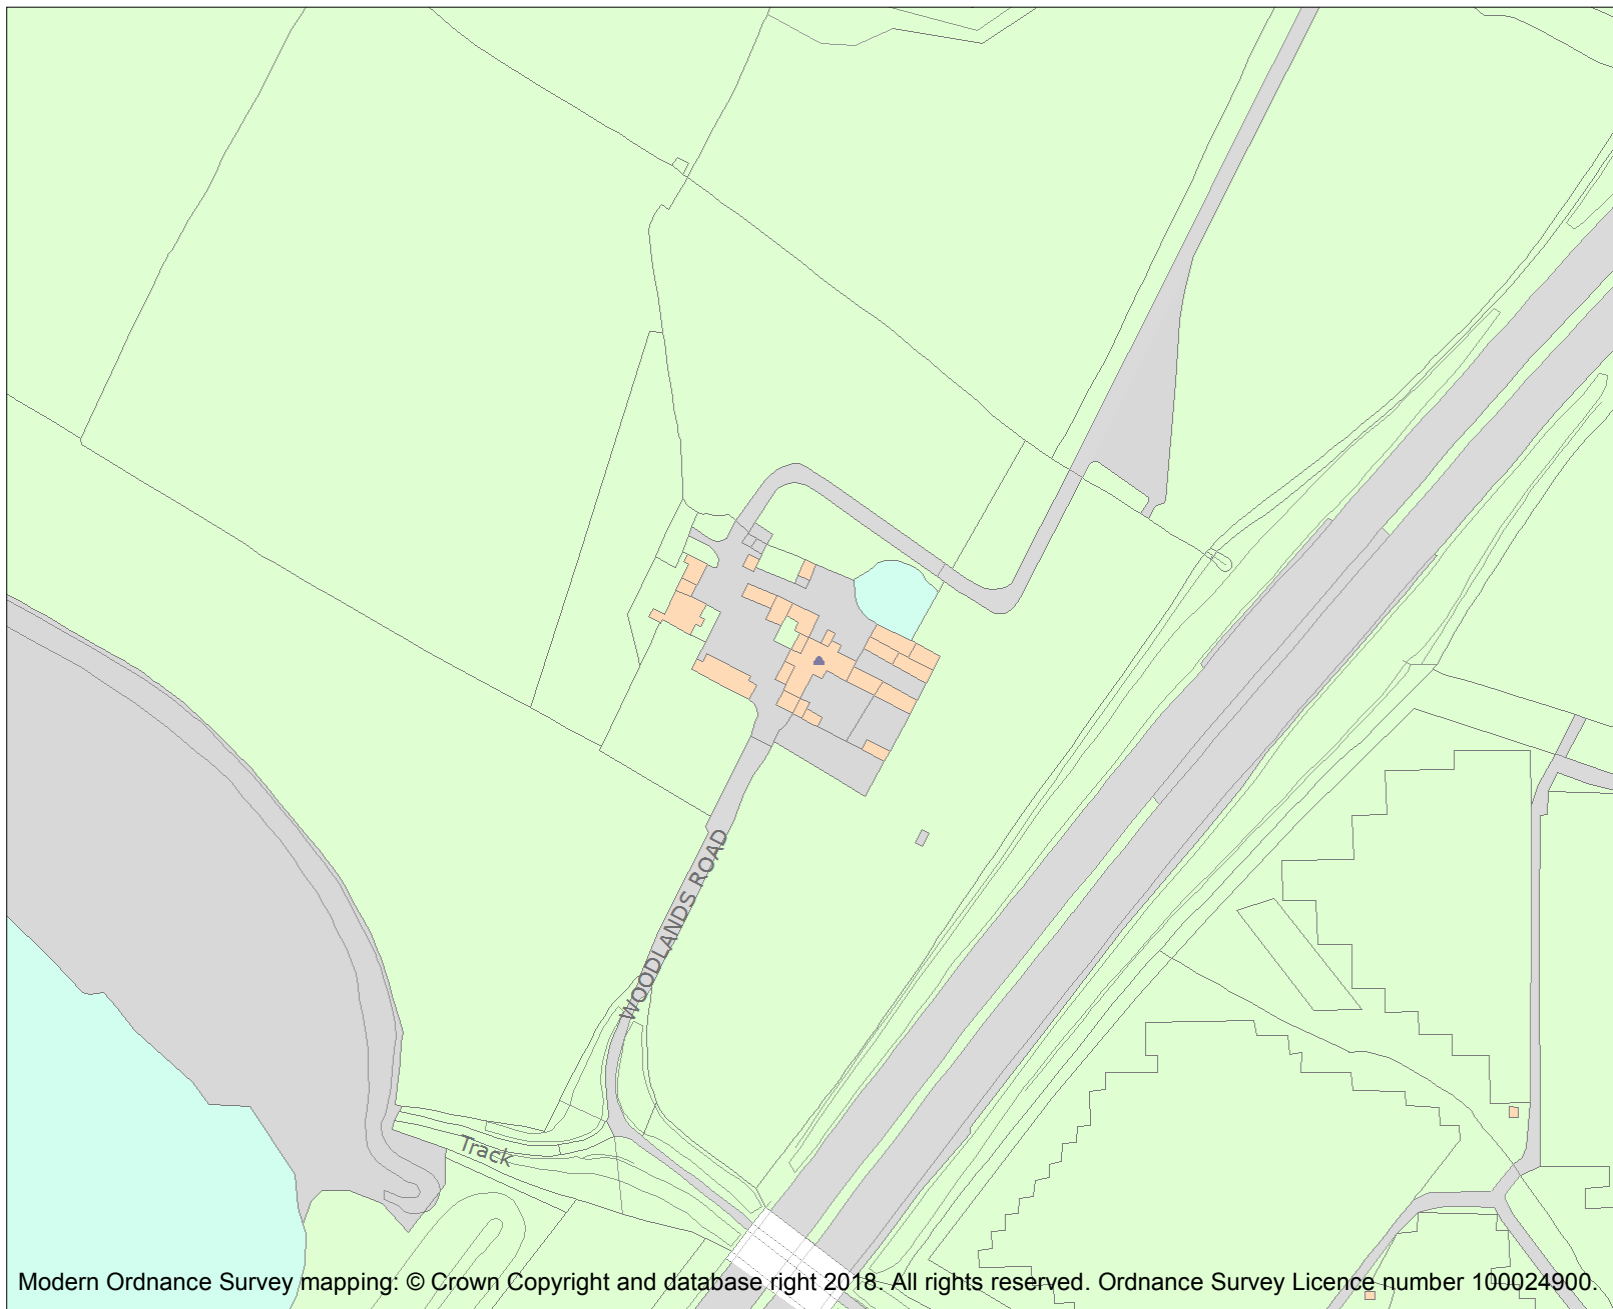 WOODLANDS ROAD
Track
Modern Ordnance Survey mapping: © Crown Copyright and database right 2018. All rights reserved. Ordnance Survey Licence number 100024900.